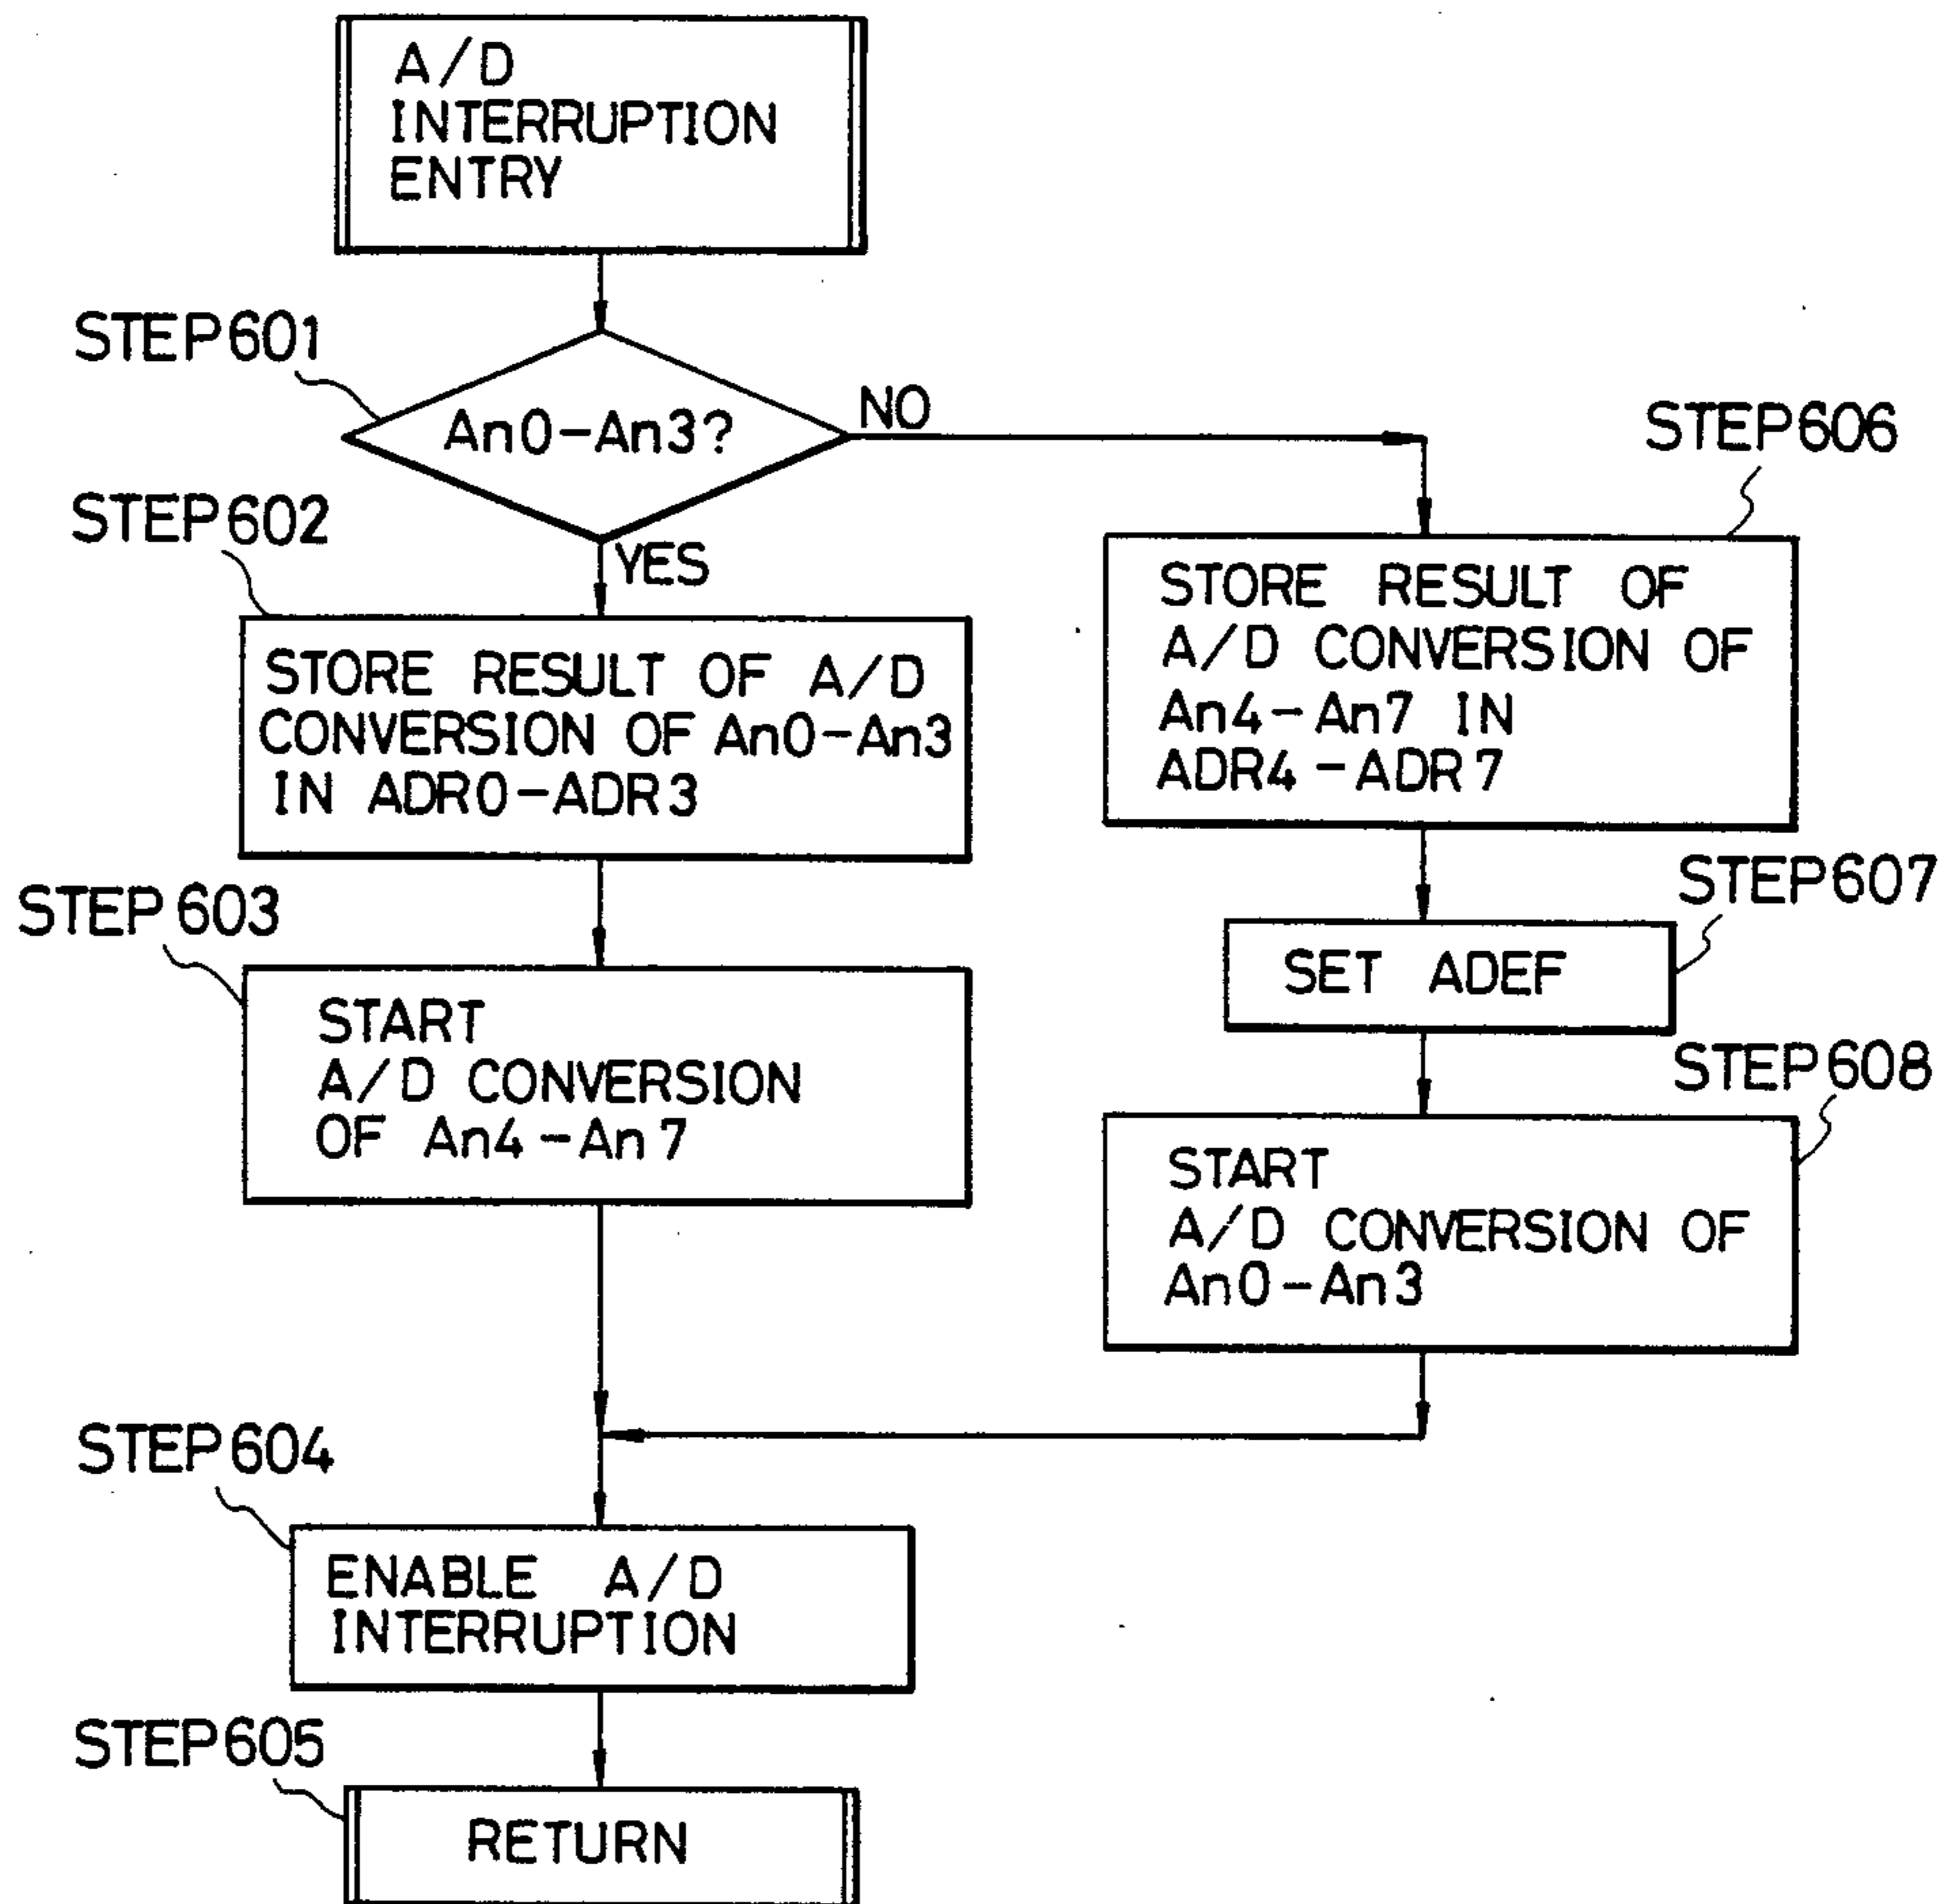 A/D
INTERRUPTION
ENTRY
STEP601
An0-An3?
NO
YES
STEP602
STORE RESULT OF A/D
CONVERSION OF An0-An3
IN ADR0-ADR3
STEP603
START
A/D CONVERSION
OF An4-An7
STEP606
STORE RESULT OF
A/D CONVERSION OF
An4-An7 IN
ADR4-ADR7
STEP607
SET ADEF
STEP608
START
A/D CONVERSION OF
An0-An3
STEP604
ENABLE A/D
INTERRUPTION
STEP605
RETURN